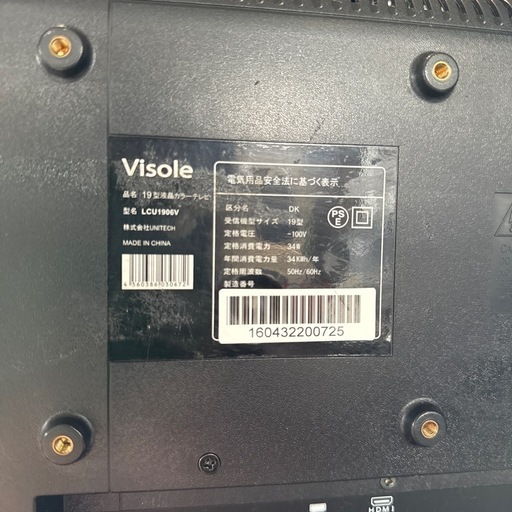 Visole
品名 19型液晶カラーテレビ
型名 LCU1906V
株式会社UNITECH
MADE IN CHINA
4 560386 030672
電気用品安全法に基づく表示
区分名 DK
受信機型サイズ 19型
定格電圧 ~100V
定格消費電力 34W
年間消費電力量 34KWh/年
定格周波数 50Hz/60Hz
製造番号
PS
E
160432200725
HDMI